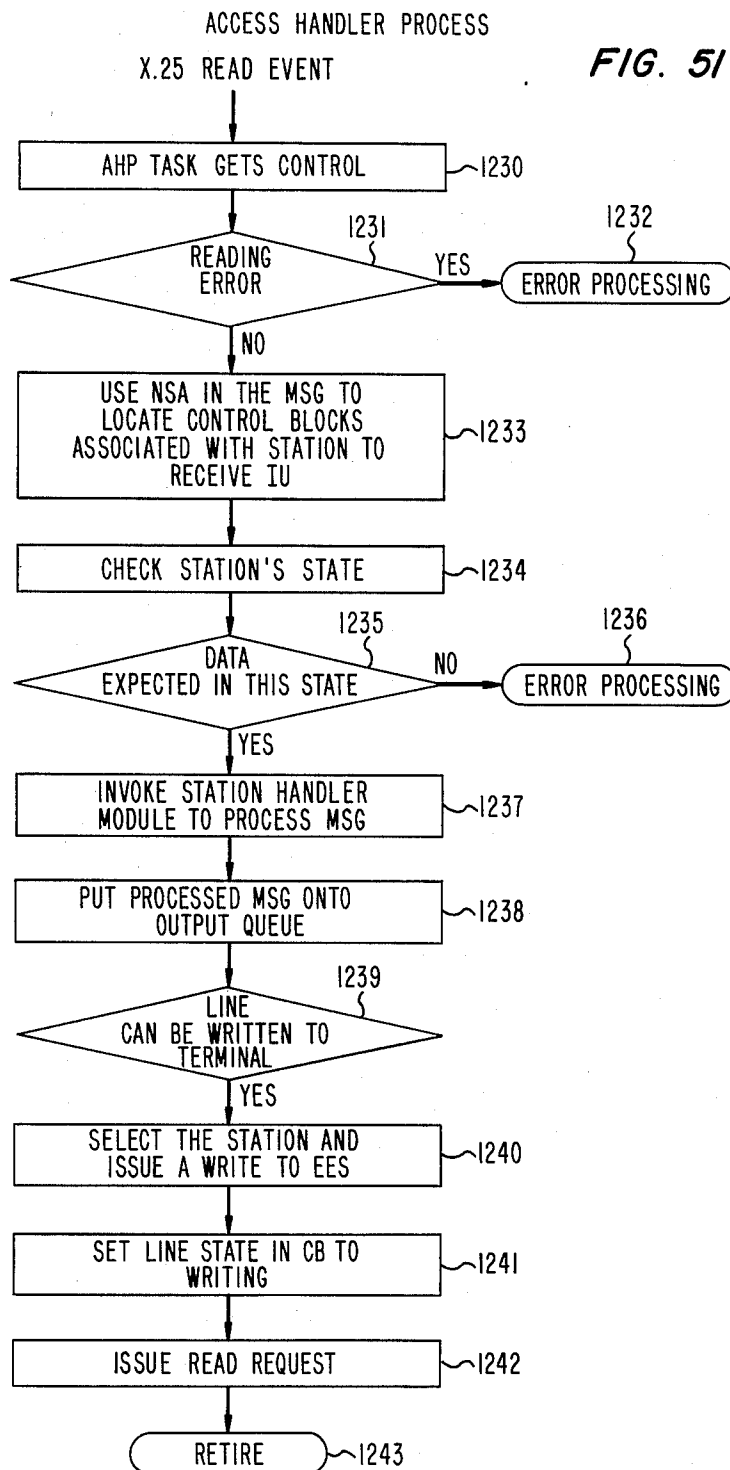 ACCESS HANDLER PROCESS
FIG. 51
X.25 READ EVENT
AHP TASK GETS CONTROL
1230
1231
READING
ERROR
YES
1232
ERROR PROCESSING
NO
USE NSA IN THE MSG TO
LOCATE CONTROL BLOCKS
ASSOCIATED WITH STATION TO
RECEIVE IU
1233
CHECK STATION'S STATE
1234
1235
DATA
EXPECTED IN THIS STATE
NO
1236
ERROR PROCESSING
YES
INVOKE STATION HANDLER
MODULE TO PROCESS MSG
1237
PUT PROCESSED MSG ONTO
OUTPUT QUEUE
1238
1239
LINE
CAN BE WRITTEN TO
TERMINAL
YES
SELECT THE STATION AND
ISSUE A WRITE TO EES
1240
SET LINE STATE IN CB TO
WRITING
1241
ISSUE READ REQUEST
1242
RETIRE
1243